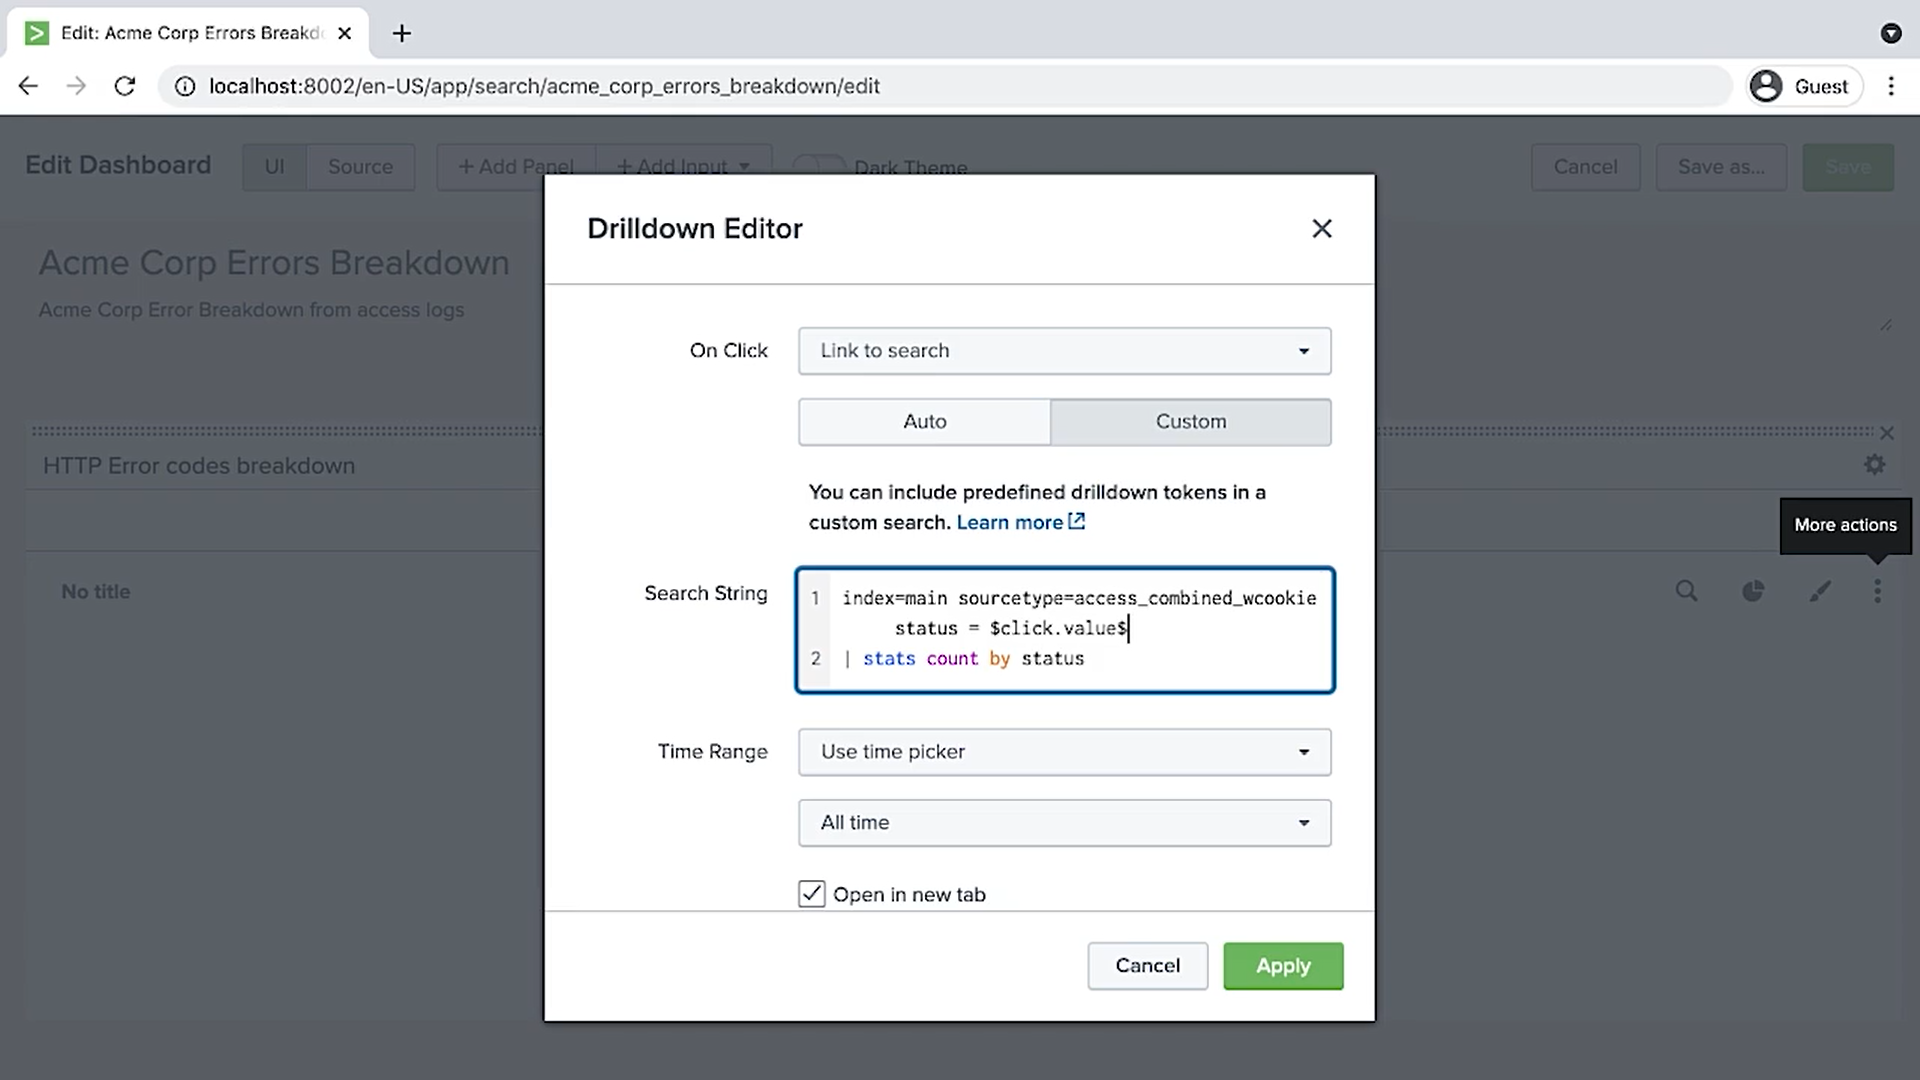 Edit: Acme Corp Errors Breakd
localhost:8002/en-US/app/search/acme_corp_errors_breakdown/edit
Guest
Edit Dashboard
UI
Source
+ Add Panel
+ Add Input
Dark Theme
Cancel
Save as...
Save
Acme Corp Errors Breakdown
Acme Corp Error Breakdown from access logs
HTTP Error codes breakdown
No title
More actions
Drilldown Editor
On Click
Link to search
Auto
Custom
You can include predefined drilldown tokens in a
custom search. Learn more
Search String
1 index=main sourcetype=access_combined_wcookie
status = $click.value$
2 | stats count by status
Time Range
Use time picker
All time
Open in new tab
Cancel
Apply